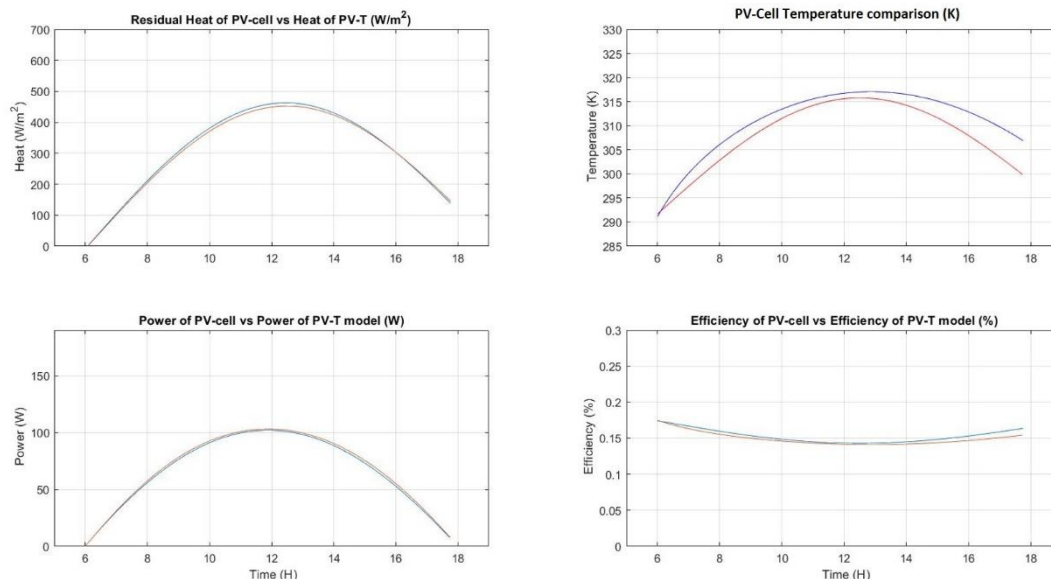 Residual Heat of PV-cell vs Heat of PV-T (W/m²)
700
600
500
400
300
200
100
0
Heat (W/m²)
6 8 10 12 14 16 18
PV-Cell Temperature comparison (K)
330
325
320
315
310
305
300
295
290
285
Temperature (K)
6 8 10 12 14 16 18
Power of PV-cell vs Power of PV-T model (W)
150
100
50
0
Power (W)
6 8 10 12 14 16 18
Time (H)
Efficiency of PV-cell vs Efficiency of PV-T model (%)
0.3
0.25
0.2
0.15
0.1
0.05
0
Efficiency (%)
6 8 10 12 14 16 18
Time (H)